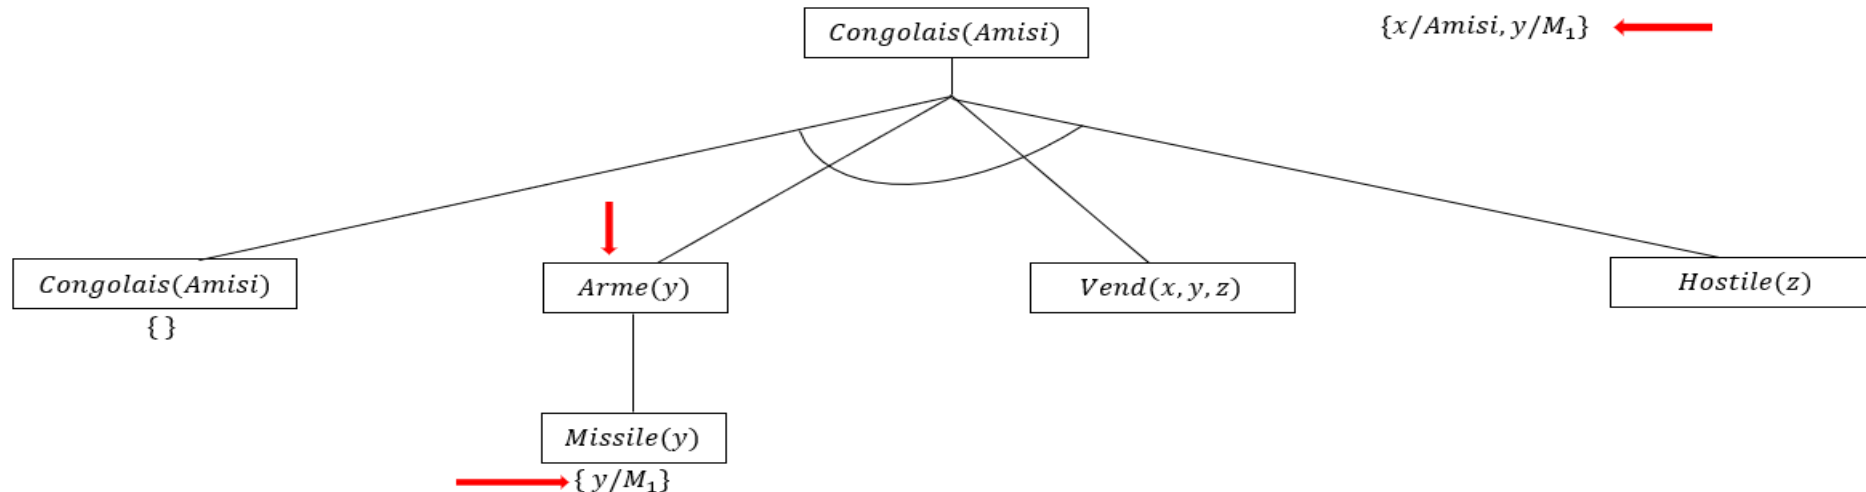 Congolais(Amisi)
{x/Amisi, y/M₁}
Congolais(Amisi)
Arme(y)
Vend(x, y, z)
Hostile(z)
{ }
Missile(y)
{ y/M₁}